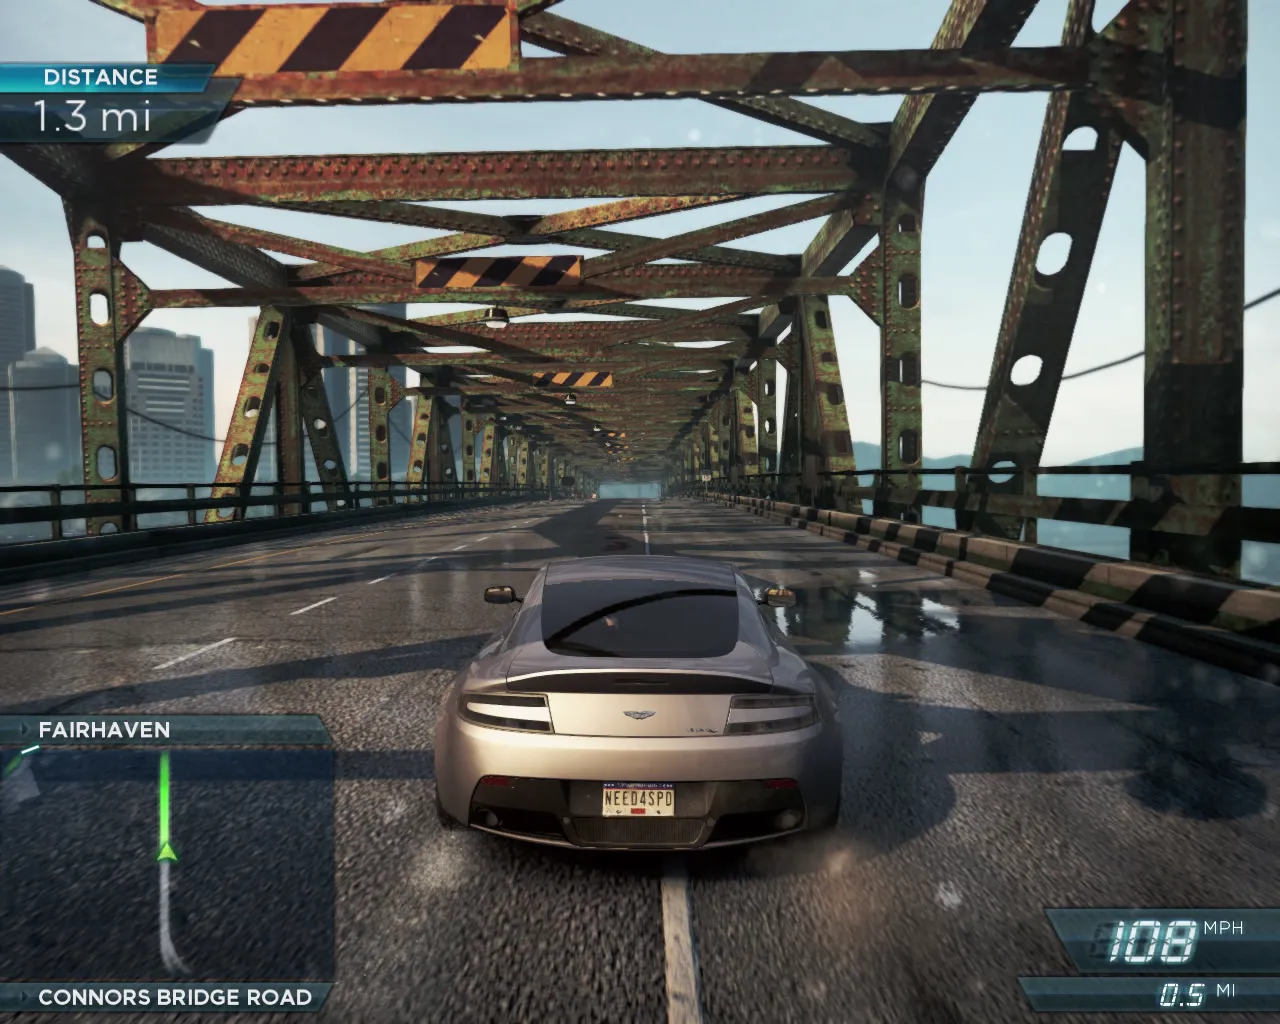 DISTANCE
1.3 mi
FAIRHAVEN
NEED4SPD
108 MPH
0.5 MI
CONNORS BRIDGE ROAD